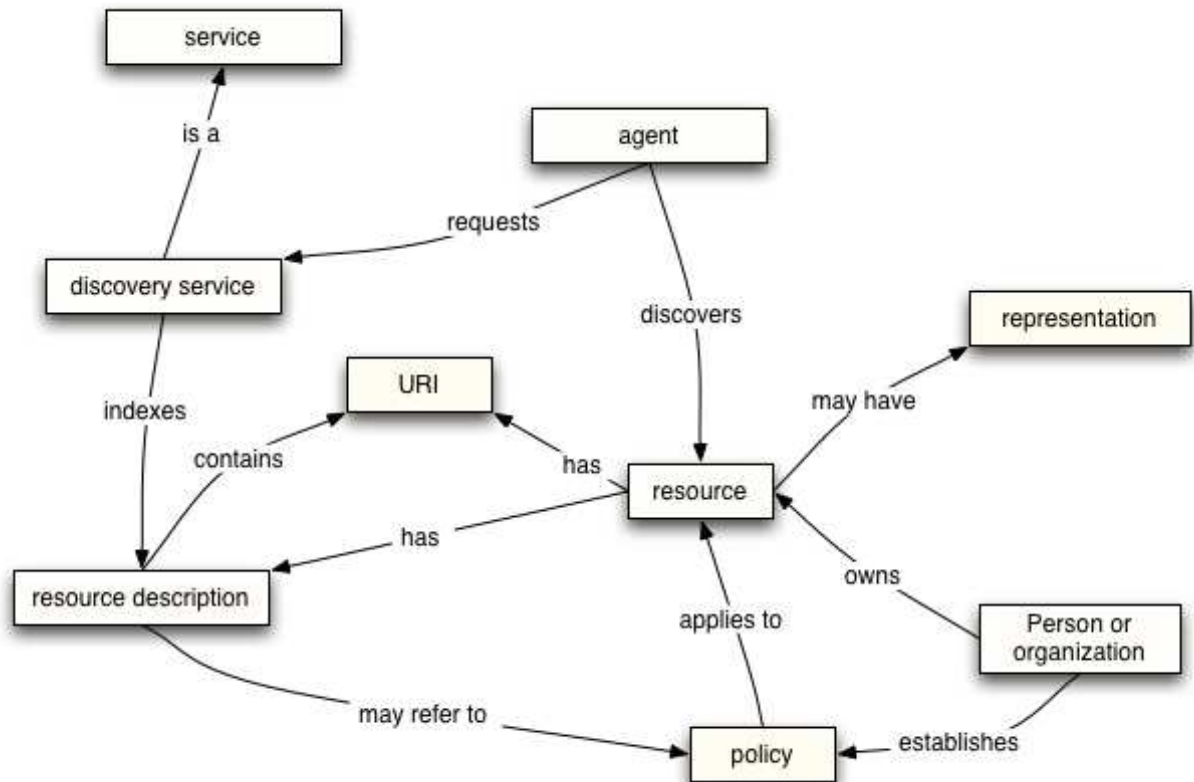 service
is a
agent
requests
discovery service
discovers
representation
URI
indexes
may have
contains
has
resource
has
owns
resource description
applies to
Person or
organization
may refer to
policy
establishes